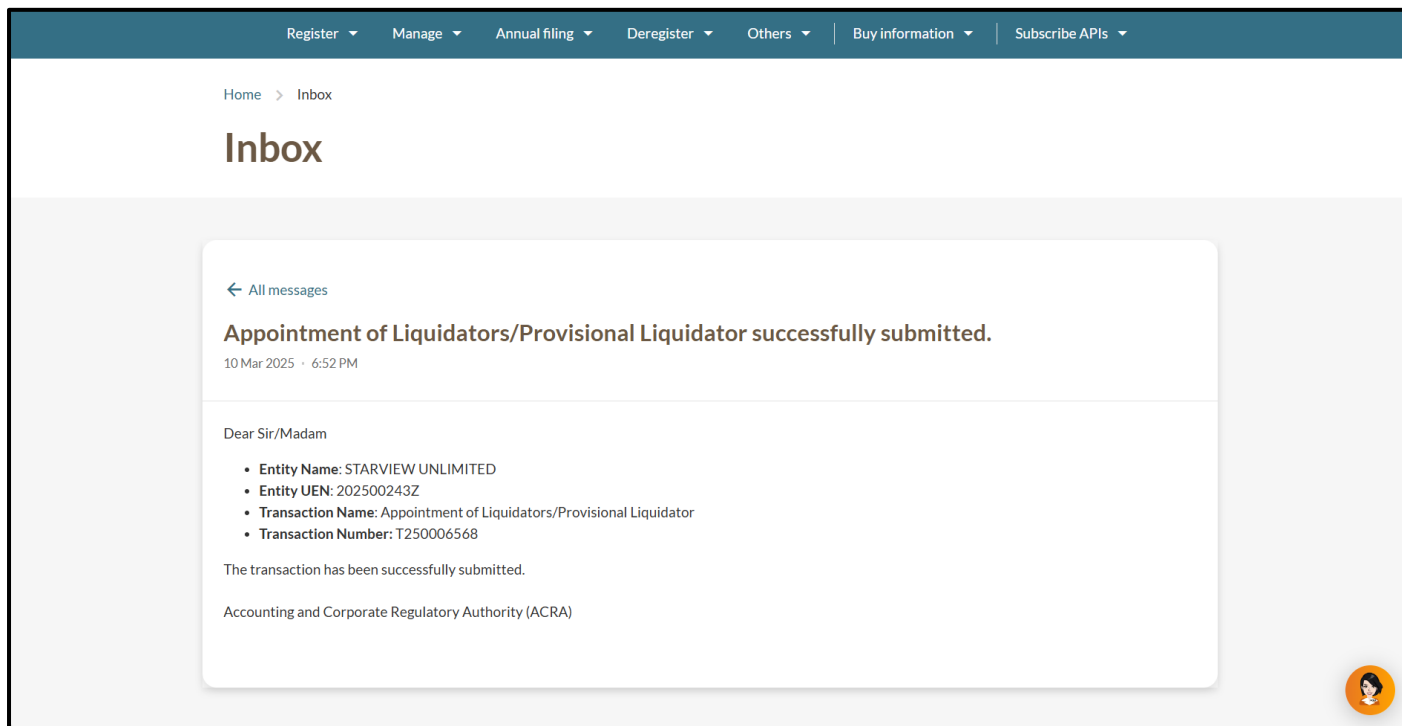 Register Manage Annual filing Deregister Others Buy information Subscribe APIs
Home > Inbox
Inbox
All messages
Appointment of Liquidators/Provisional Liquidator successfully submitted.
10 Mar 2025 · 6:52 PM
Dear Sir/Madam
• Entity Name: STARVIEW UNLIMITED
• Entity UEN: 202500243Z
• Transaction Name: Appointment of Liquidators/Provisional Liquidator
• Transaction Number: T250006568
The transaction has been successfully submitted.
Accounting and Corporate Regulatory Authority (ACRA)